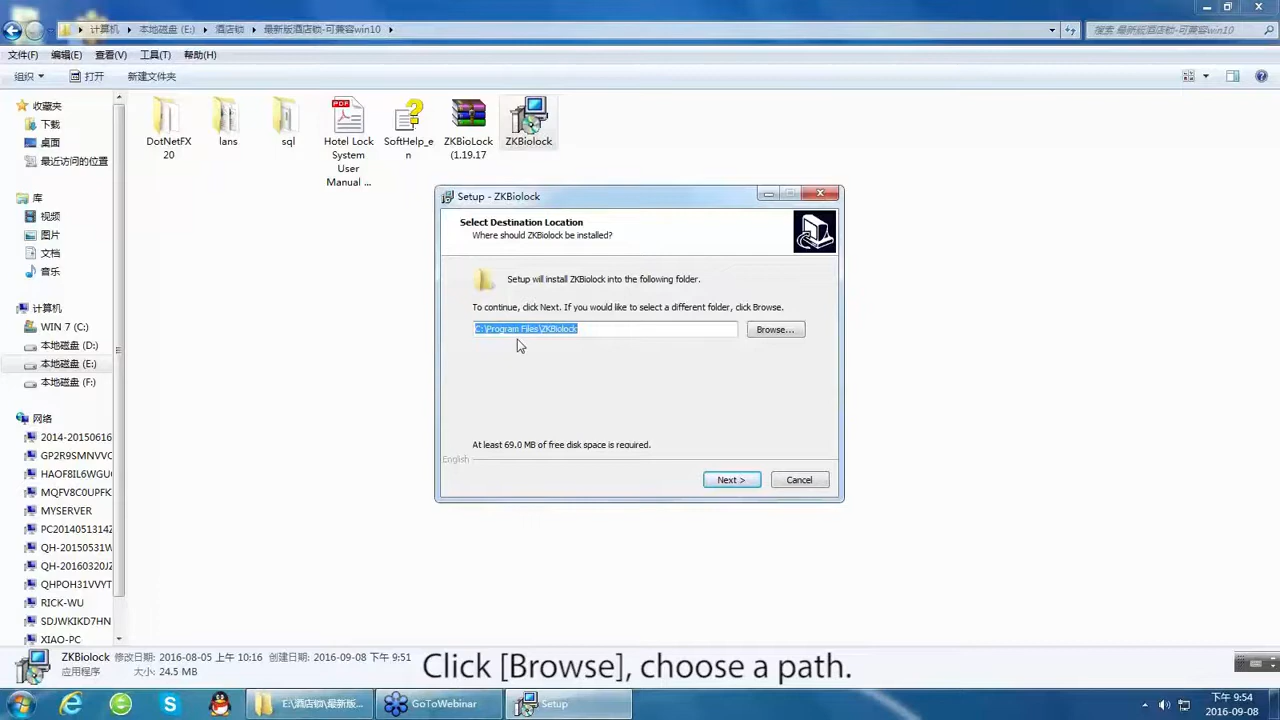 计算机 本地磁盘 (E:) 酒店锁 最新版酒店锁-可兼容win10
搜索 最新版酒店锁-可兼容win10
文件(F) 编辑(E) 查看(V) 工具(T) 帮助(H)
组织 打开 新建文件夹
收藏夹
下载
桌面
最近访问的位置
库
视频
图片
文档
音乐
计算机
WIN 7 (C:)
本地磁盘 (D:)
本地磁盘 (E:)
本地磁盘 (F:)
网络
2014-20150616
GP2R9SMNVVC
HAOF8IL6WGUP
MQFV8C0UPFK
MYSERVER
PC2014051314Z
QH-20150531W
QH-20160320JZ
QHPOH31VVTY
RICK-WU
SDJWKIKD7HN
XIAO-PC
DotNetFX
20
lans
sql
Hotel Lock
System
User
Manual ...
SoftHelp_e
n
ZKBioLock
(1.19.17
ZKBiolock
Setup - ZKBiolock
Select Destination Location
Where should ZKBiolock be installed?
Setup will install ZKBiolock into the following folder.
To continue, click Next. If you would like to select a different folder, click Browse.
C:\Program Files\ZKBiolock
Browse...
At least 69.0 MB of free disk space is required.
English
Next >
Cancel
ZKBiolock 修改日期: 2016-08-05 上午 10:16 创建日期: 2016-09-08 下午 9:51
应用程序 大小: 24.5 MB
Click [Browse], choose a path.
E:\酒店锁\最新版...
GoToWebinar
Setup
下午 9:54
2016-09-08